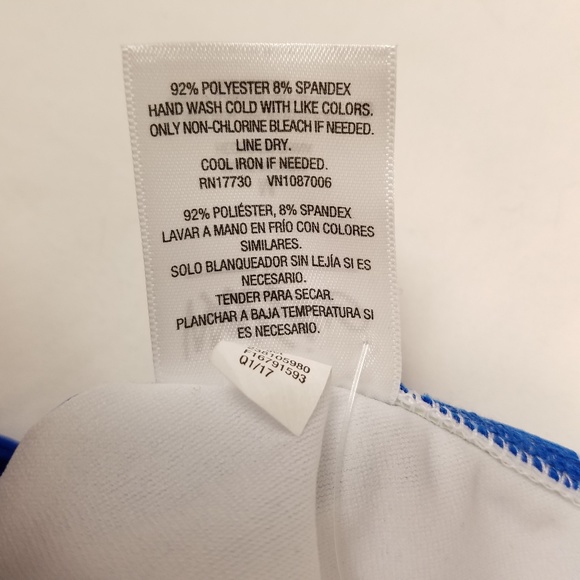 92% POLYESTER 8% SPANDEX
HAND WASH COLD WITH LIKE COLORS.
ONLY NON-CHLORINE BLEACH IF NEEDED.
LINE DRY.
COOL IRON IF NEEDED.
RN17730 VN1087006
92% POLIÉSTER, 8% SPANDEX
LAVAR A MANO EN FRÍO CON COLORES
SIMILARES.
SOLO BLANQUEADOR SIN LEJÍA SI ES
NECESARIO.
TENDER PARA SECAR.
PLANCHAR A BAJA TEMPERATURA SI
ES NECESARIO.
F16791593
Q1/17